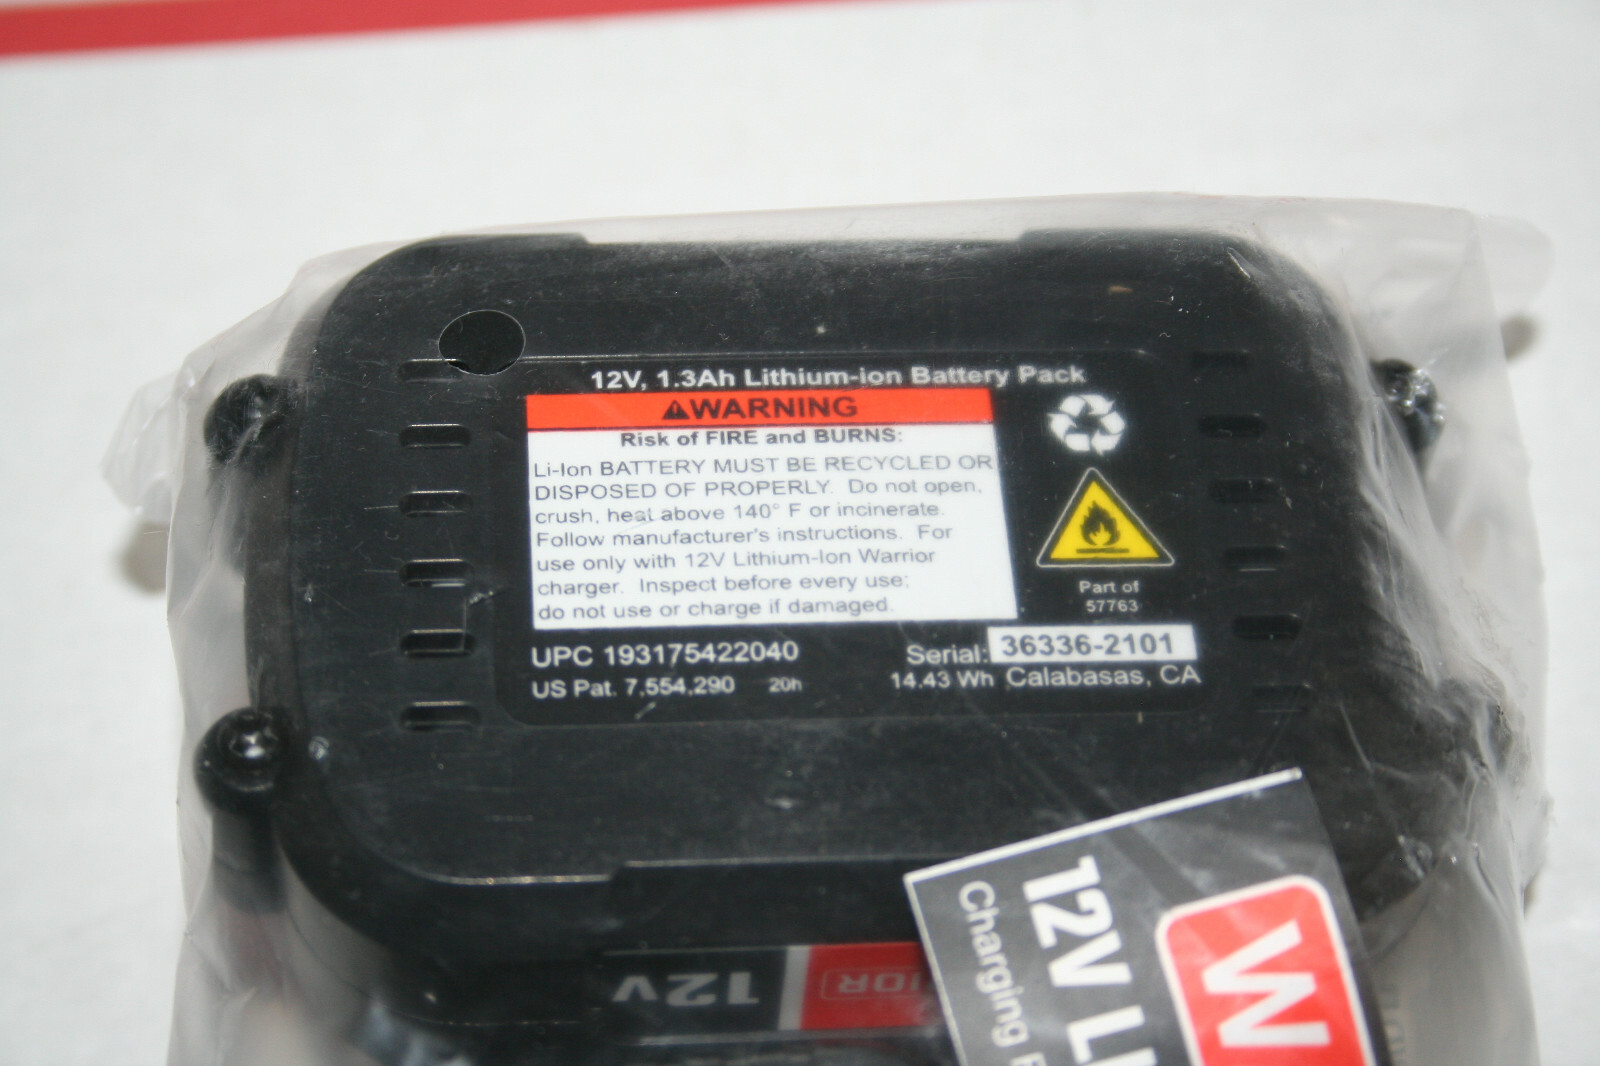 12V, 1.3Ah Lithium-ion Battery Pack
WARNING
Risk of FIRE and BURNS:
Li-Ion BATTERY MUST BE RECYCLED OR
DISPOSED OF PROPERLY. Do not open,
crush, heat above 140° F or incinerate.
Follow manufacturer's instructions. For
use only with 12V Lithium-Ion Warrior
charger. Inspect before every use;
do not use or charge if damaged.
Part of
57763
UPC 193175422040
Serial: 36336-2101
US Pat. 7,554,290 20h
14.43 Wh Calabasas, CA
12V LI
Charging
W
12v
IOR